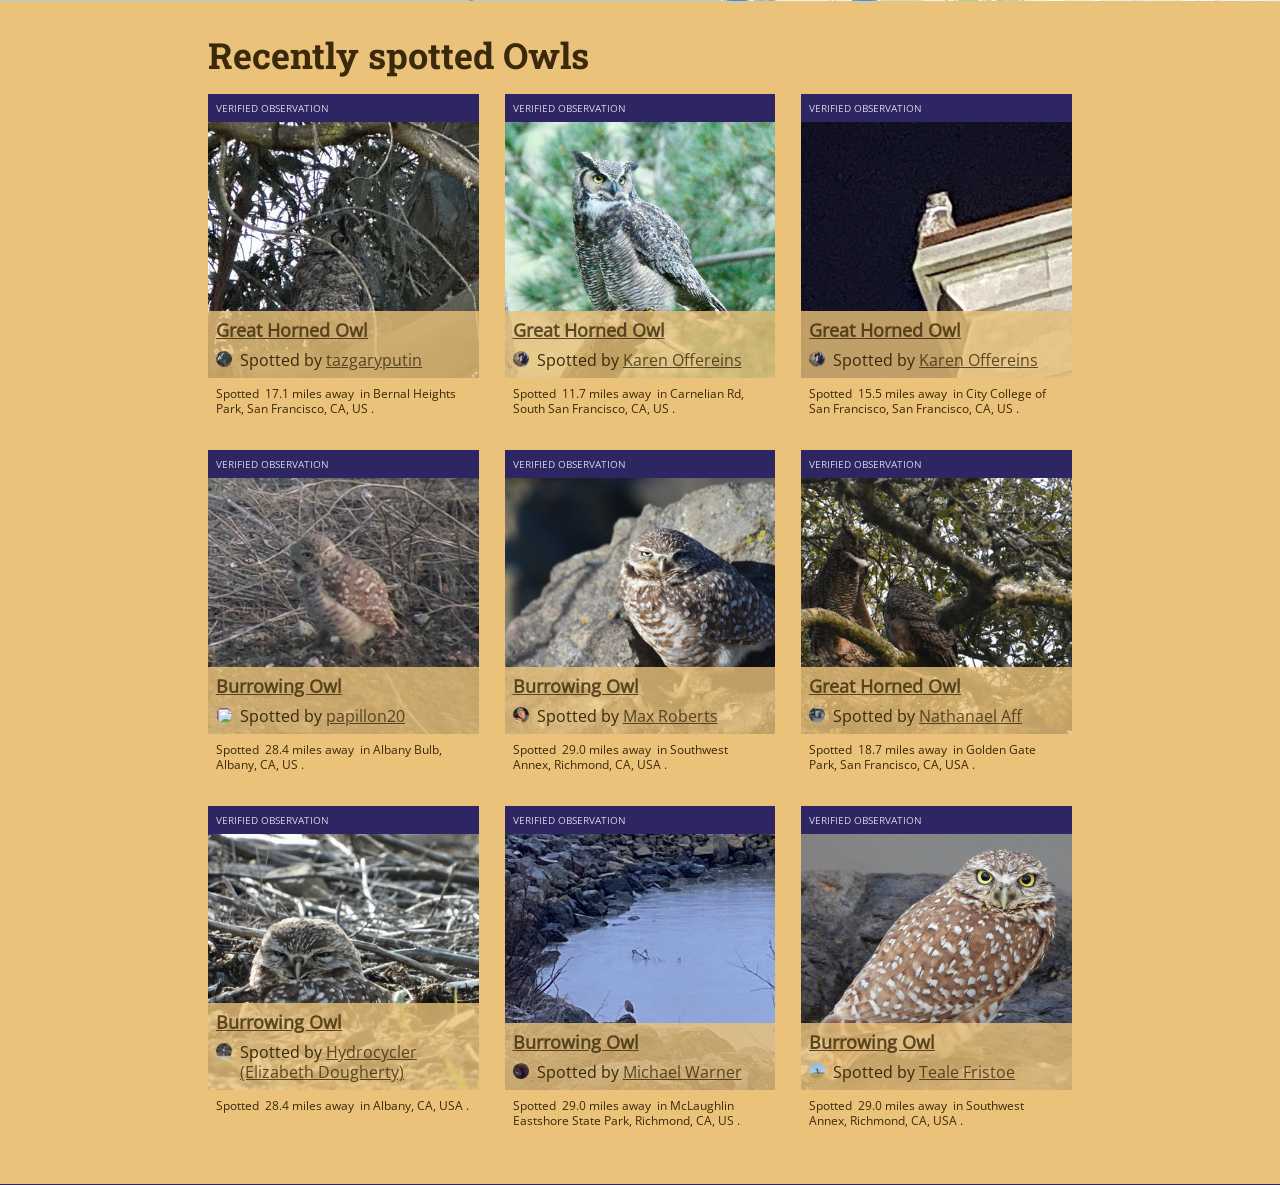 Recently spotted Owls
VERIFIED OBSERVATION
Great Horned Owl
Spotted by tazgaryputin
Spotted 17.1 miles away in Bernal Heights
Park, San Francisco, CA, US .
VERIFIED OBSERVATION
Great Horned Owl
Spotted by Karen Offereins
Spotted 11.7 miles away in Carnelian Rd,
South San Francisco, CA, US .
VERIFIED OBSERVATION
Great Horned Owl
Spotted by Karen Offereins
Spotted 15.5 miles away in City College of
San Francisco, San Francisco, CA, US .
VERIFIED OBSERVATION
Burrowing Owl
Spotted by papillon20
Spotted 28.4 miles away in Albany Bulb,
Albany, CA, US .
VERIFIED OBSERVATION
Burrowing Owl
Spotted by Max Roberts
Spotted 29.0 miles away in Southwest
Annex, Richmond, CA, USA .
VERIFIED OBSERVATION
Great Horned Owl
Spotted by Nathanael Aff
Spotted 18.7 miles away in Golden Gate
Park, San Francisco, CA, USA .
VERIFIED OBSERVATION
Burrowing Owl
Spotted by Hydrocycler
(Elizabeth Dougherty)
Spotted 28.4 miles away in Albany, CA, USA .
VERIFIED OBSERVATION
Burrowing Owl
Spotted by Michael Warner
Spotted 29.0 miles away in McLaughlin
Eastshore State Park, Richmond, CA, US .
VERIFIED OBSERVATION
Burrowing Owl
Spotted by Teale Fristoe
Spotted 29.0 miles away in Southwest
Annex, Richmond, CA, USA .